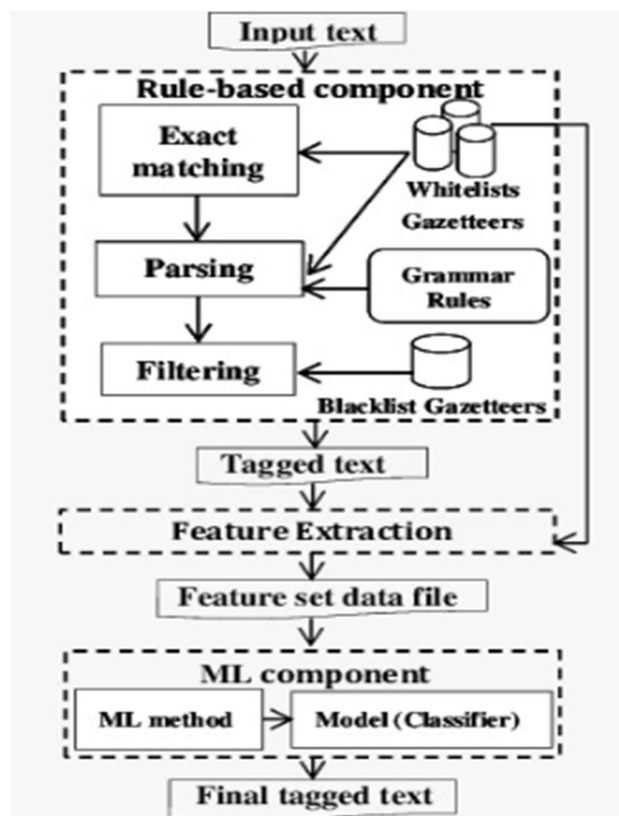 Input text
Rule-based component
Exact
matching
Whitelists
Gazetteers
Parsing
Grammar
Rules
Filtering
Blacklist Gazetteers
Tagged text
Feature Extraction
Feature set data file
ML component
ML method
Model (Classifier)
Final tagged text